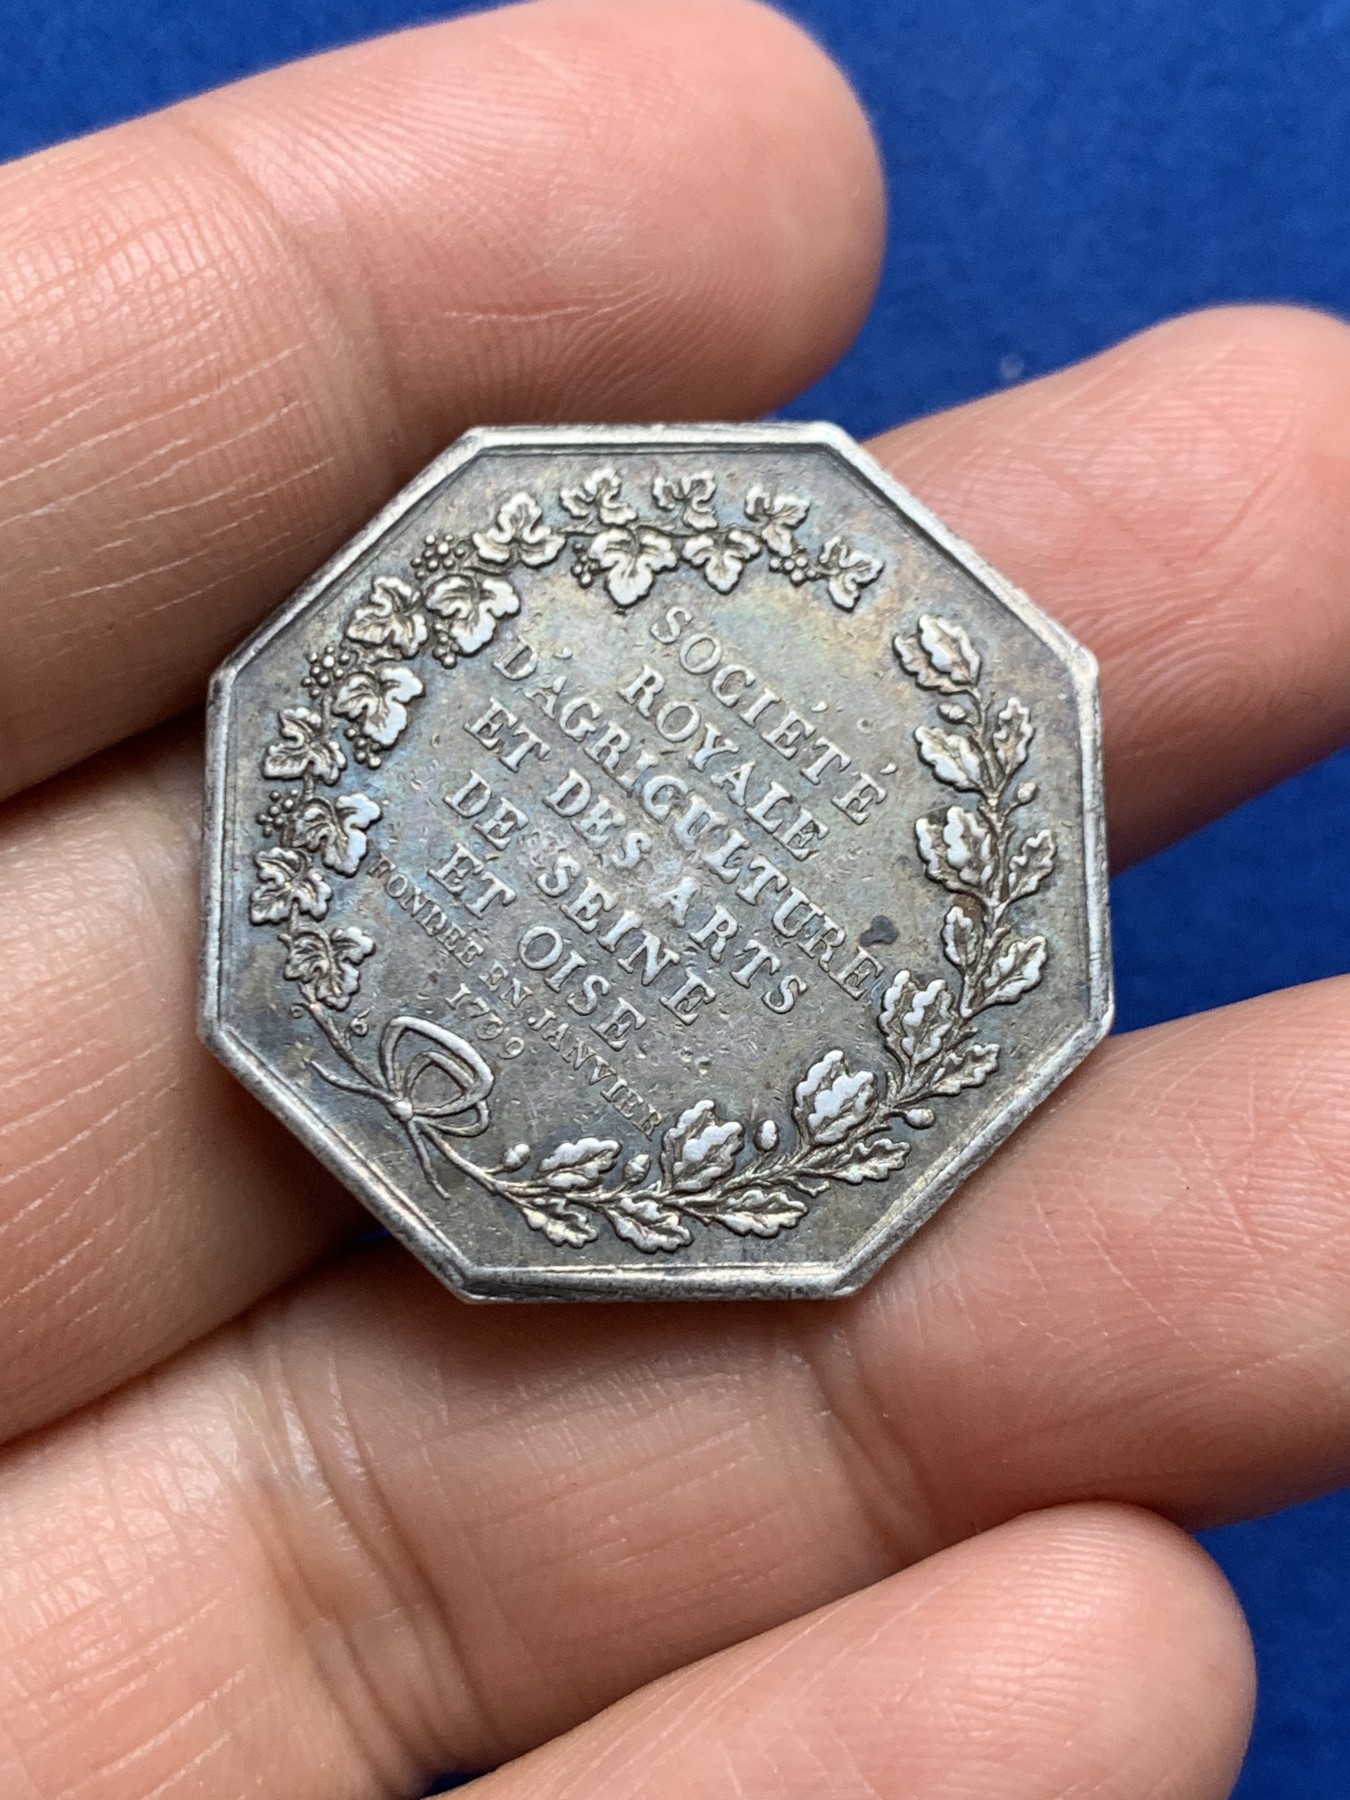 SOCIÉTÉ
ROYALE
D'AGRICULTURE
ET DES ARTS
DE SEINE
ET OISE.
FONDÉE EN JANVIER
1799